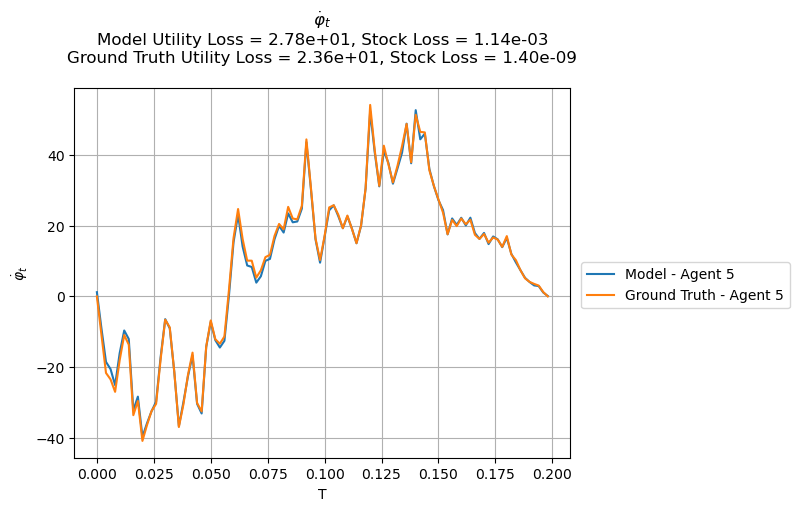 φ̇ₜ
Model Utility Loss = 2.78e+01, Stock Loss = 1.14e-03
Ground Truth Utility Loss = 2.36e+01, Stock Loss = 1.40e-09
40
20
0
−20
−40
φ̇ₜ
0.000 0.025 0.050 0.075 0.100 0.125 0.150 0.175 0.200
T
Model - Agent 5
Ground Truth - Agent 5